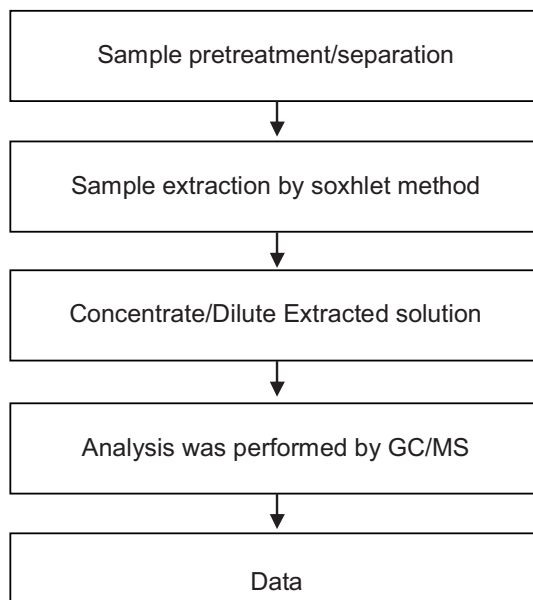 Sample pretreatment/separation
Sample extraction by soxhlet method
Concentrate/Dilute Extracted solution
Analysis was performed by GC/MS
Data